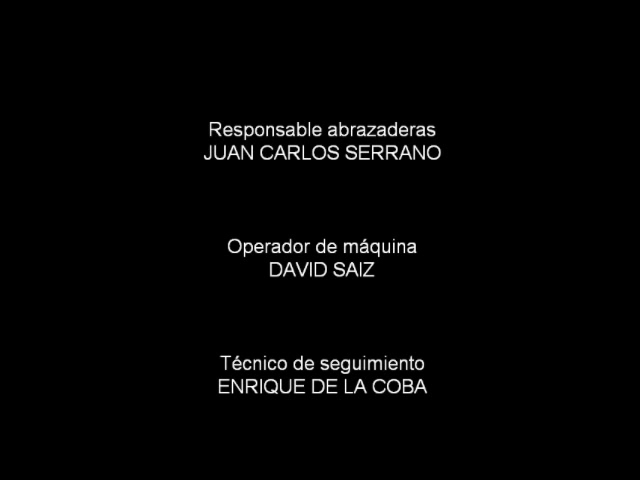 Responsable abrazaderas
JUAN CARLOS SERRANO
Operador de máquina
DAVID SAIZ
Técnico de seguimiento
ENRIQUE DE LA COBA